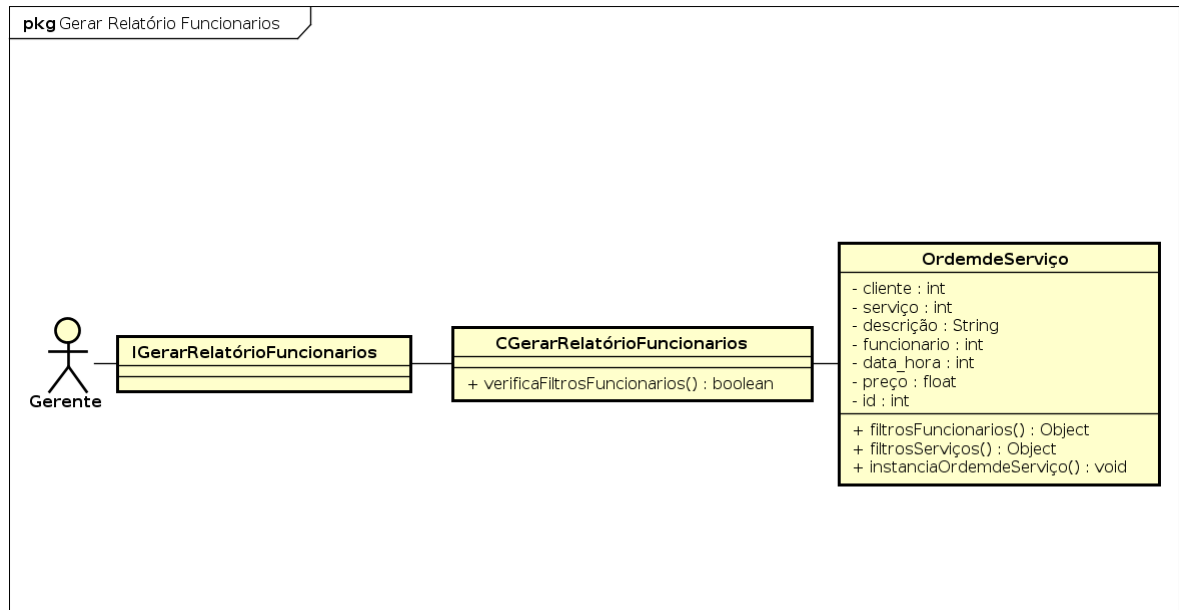 pkg Gerar Relatório Funcionarios
Gerente
IGerarRelatórioFuncionarios
CGerarRelatórioFuncionarios
+ verificaFiltrosFuncionarios() : boolean
OrdemdeServiço
- cliente : int
- serviço : int
- descrição : String
- funcionario : int
- data_hora : int
- preço : float
- id : int
+ filtrosFuncionarios() : Object
+ filtrosServiços() : Object
+ instanciaOrdemdeServiço() : void